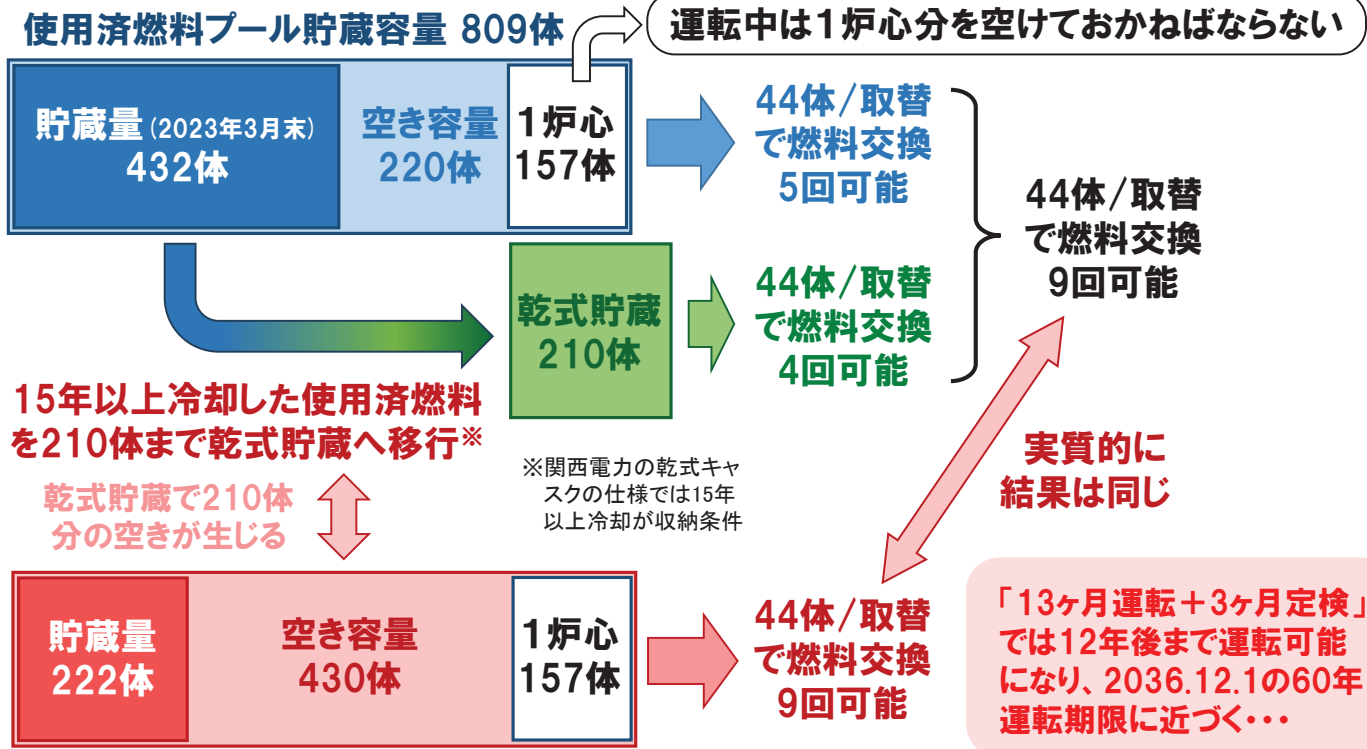 使用済燃料プール貯蔵容量 809体
運転中は1炉心分を空けておかねばならない
貯蔵量(2023年3月末)
432体
空き容量
220体
1炉心
157体
44体/取替
で燃料交換
5回可能
44体/取替
で燃料交換
9回可能
乾式貯蔵
210体
44体/取替
で燃料交換
4回可能
15年以上冷却した使用済燃料
を210体まで乾式貯蔵へ移行※
※関西電力の乾式キャ
スクの仕様では15年
以上冷却が収納条件
乾式貯蔵で210体
分の空きが生じる
実質的に
結果は同じ
貯蔵量
222体
空き容量
430体
1炉心
157体
44体/取替
で燃料交換
9回可能
「13ヶ月運転+3ヶ月定検」
では12年後まで運転可能
になり、2036.12.1の60年
運転期限に近づく・・・